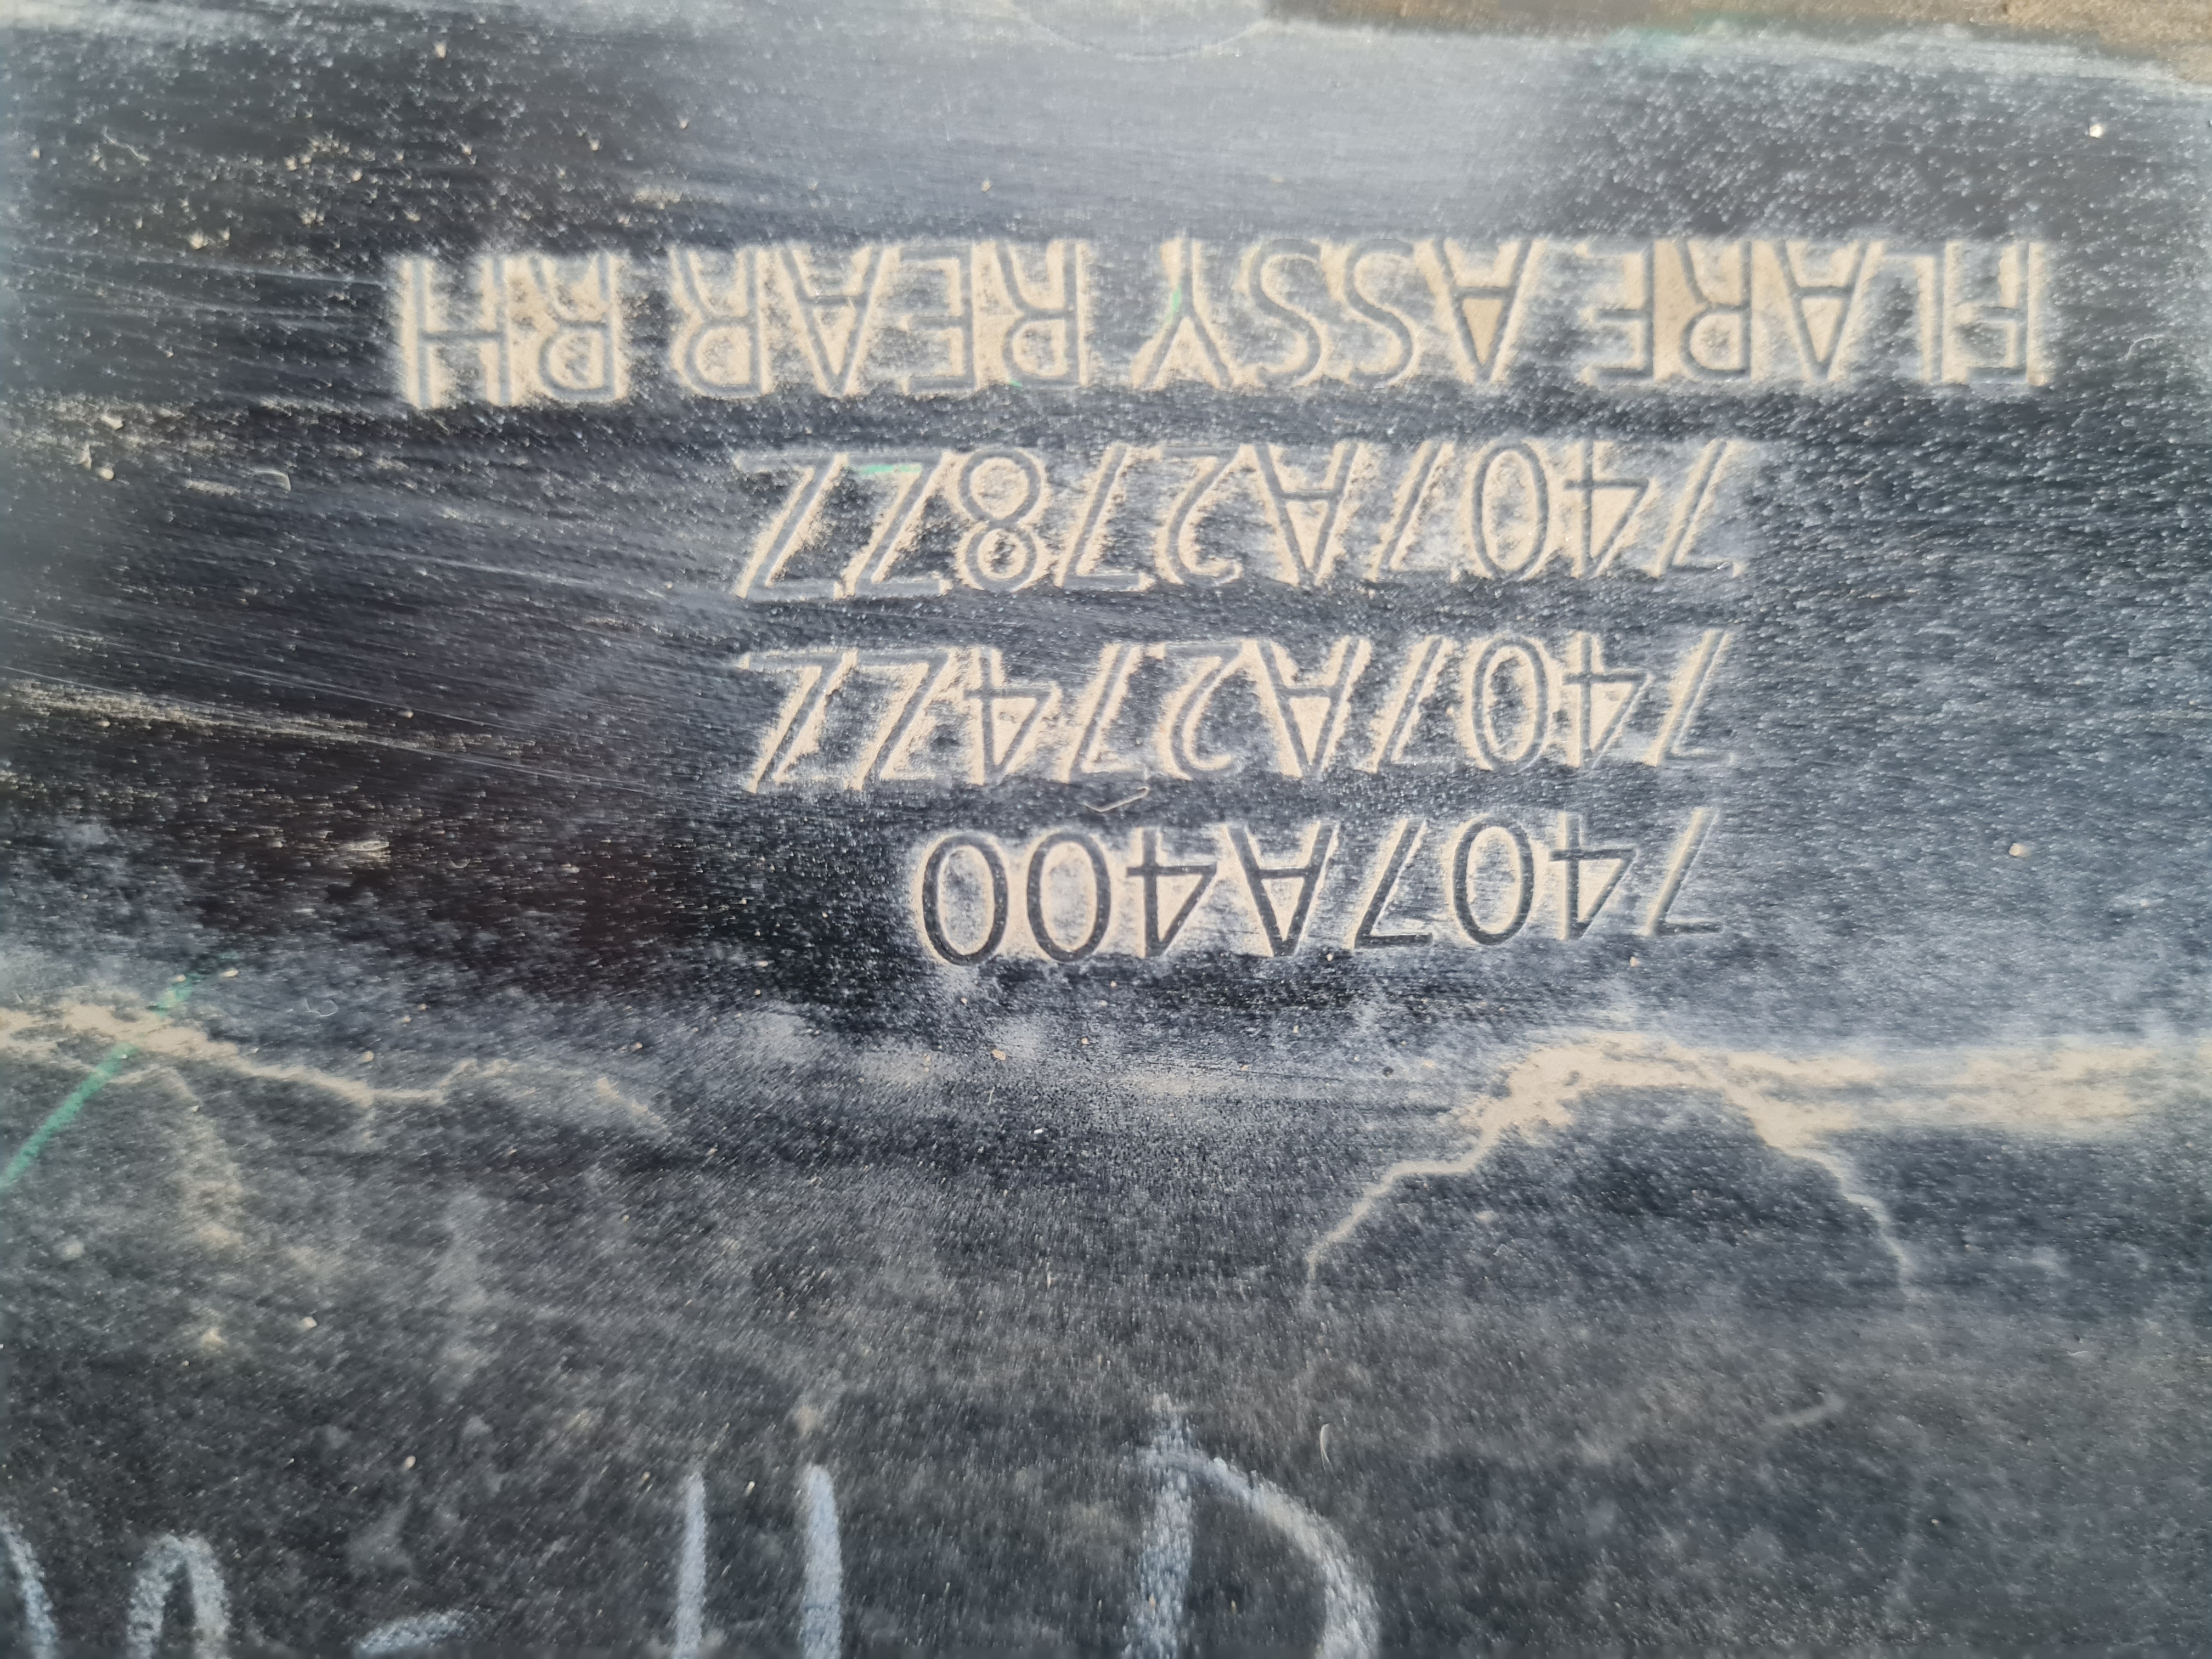 7407A400
7407A274ZZ
7407A278ZZ
FLARE ASSY REAR RH